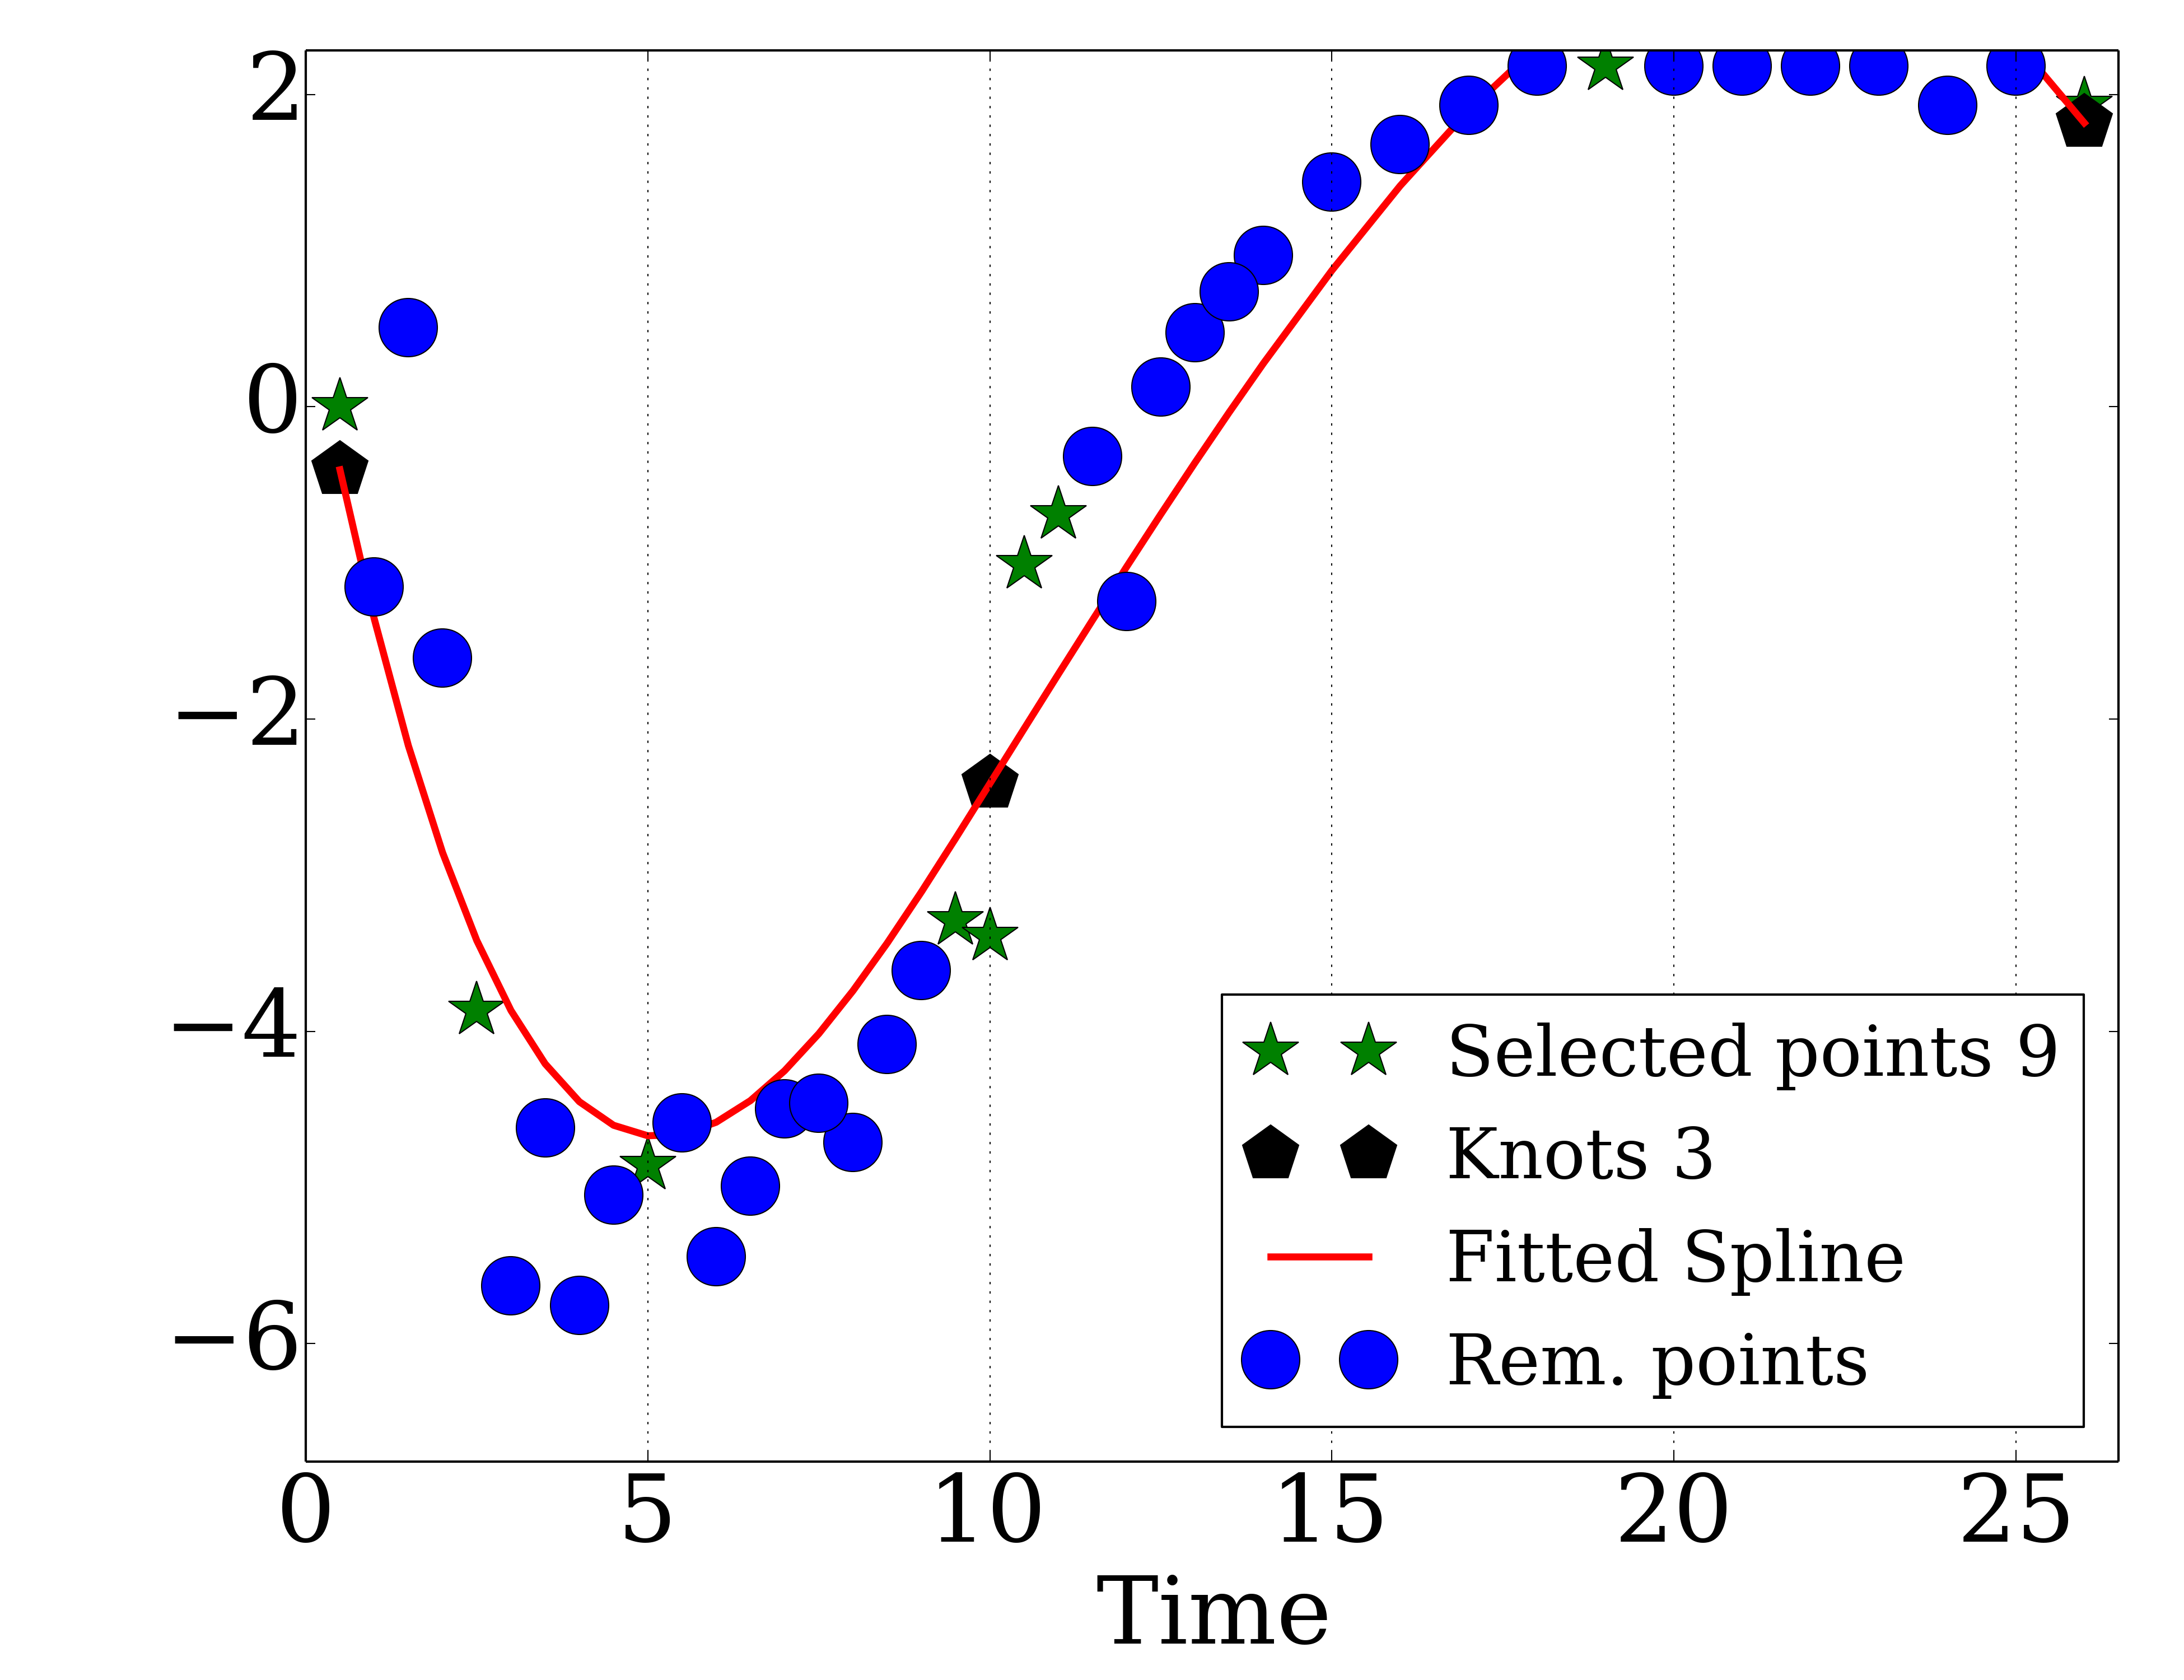 2
0
−2
−4
−6
Selected points 9
Knots 3
Fitted Spline
Rem. points
0 5 10 15 20 25
Time